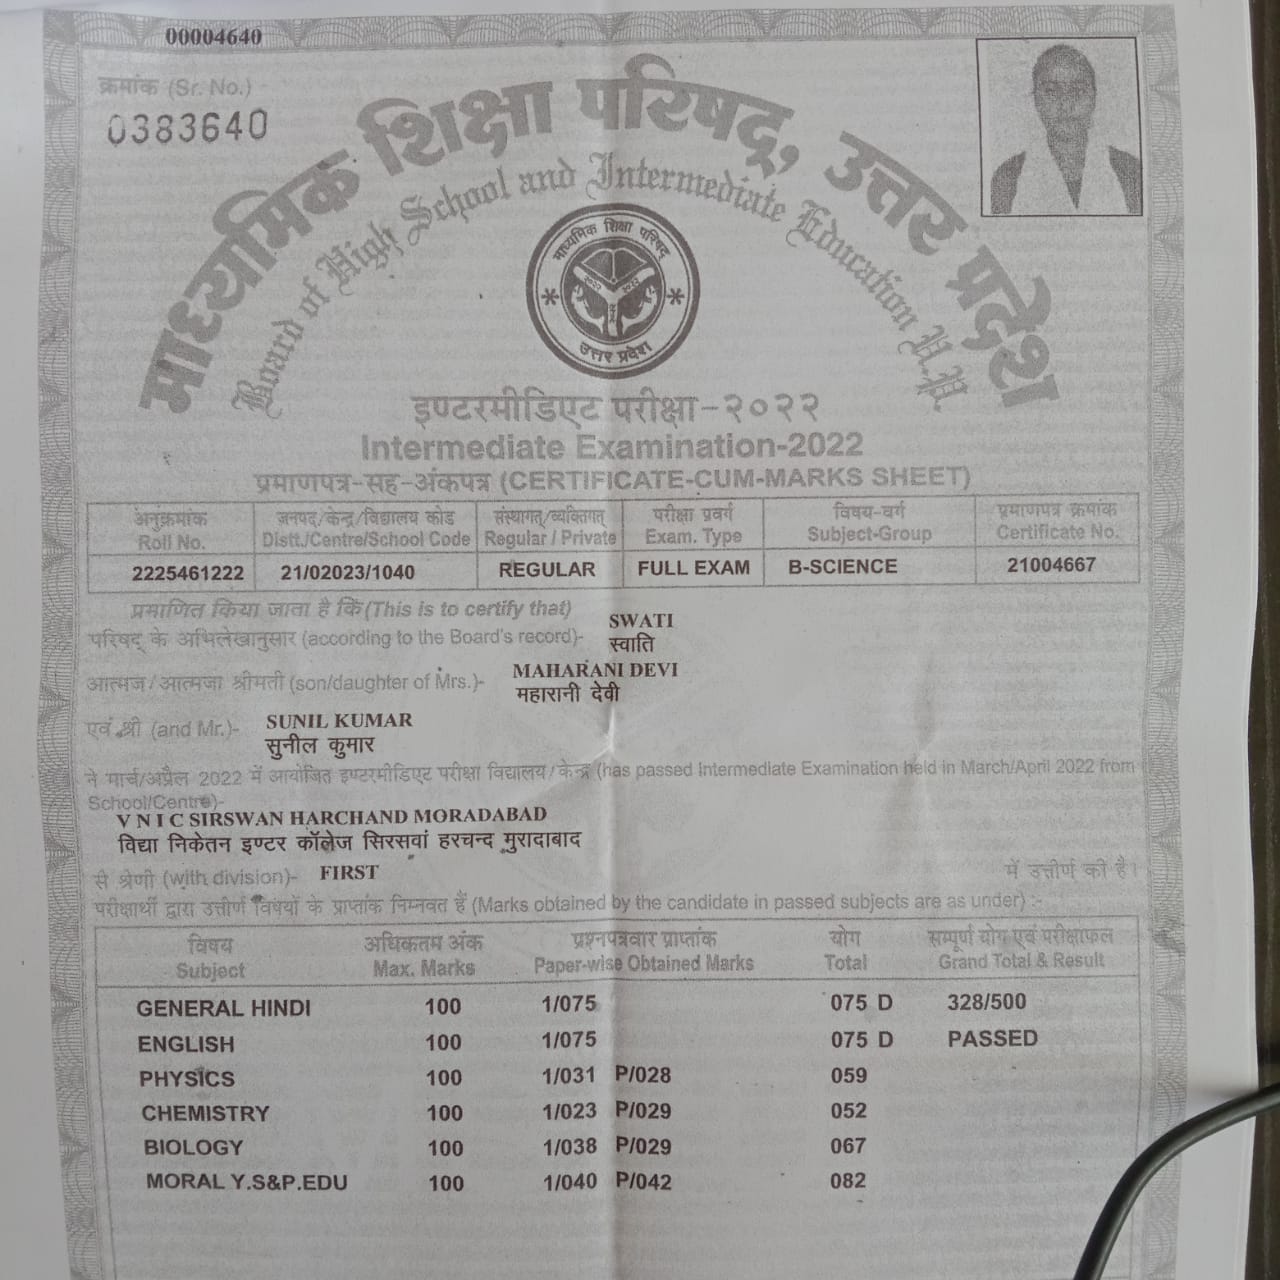 00004640
क्रमांक (Sr. No.) -
0383640
माध्यमिक शिक्षा परिषद्, उत्तर प्रदेश
Board of High School and Intermediate Education U.P.
माध्यमिक शिक्षा परिषद्
उत्तर प्रदेश
इण्टरमीडिएट परीक्षा-२०२२
Intermediate Examination-2022
प्रमाणपत्र-सह-अंकपत्र (CERTIFICATE-CUM-MARKS SHEET)
अनुक्रमांक जनपद/केन्द्र/विद्यालय कोड संस्थागत्/व्यक्तिगत् परीक्षा प्रवर्ग विषय-वर्ग प्रमाणपत्र क्रमांक
Roll No. Distt./Centre/School Code Regular / Private Exam. Type Subject-Group Certificate No.
2225461222 21/02023/1040 REGULAR FULL EXAM B-SCIENCE 21004667
प्रमाणित किया जाता है कि (This is to certify that)
SWATI
परिषद् के अभिलेखानुसार (according to the Board's record)- स्वाति
MAHARANI DEVI
आत्मज/आत्मजा श्रीमती (son/daughter of Mrs.)- महारानी देवी
SUNIL KUMAR
एवं श्री (and Mr.)- सुनील कुमार
ने मार्च/अप्रैल 2022 में आयोजित इण्टरमीडिएट परीक्षा विद्यालय/केन्द्र (has passed Intermediate Examination held in March/April 2022 from
School/Centre)-
V N I C SIRSWAN HARCHAND MORADABAD
विद्या निकेतन इण्टर कॉलेज सिरसवां हरचन्द मुरादाबाद
से श्रेणी (with division)- FIRST में उत्तीर्ण की है।
परीक्षार्थी द्वारा उत्तीर्ण विषयों के प्राप्तांक निम्नवत हैं (Marks obtained by the candidate in passed subjects are as under) :-
विषय अधिकतम अंक प्रश्नपत्रवार प्राप्तांक योग सम्पूर्ण योग एवं परीक्षाफल
Subject Max. Marks Paper-wise Obtained Marks Total Grand Total & Result
GENERAL HINDI 100 1/075 075 D 328/500
ENGLISH 100 1/075 075 D PASSED
PHYSICS 100 1/031 P/028 059
CHEMISTRY 100 1/023 P/029 052
BIOLOGY 100 1/038 P/029 067
MORAL Y.S&P.EDU 100 1/040 P/042 082